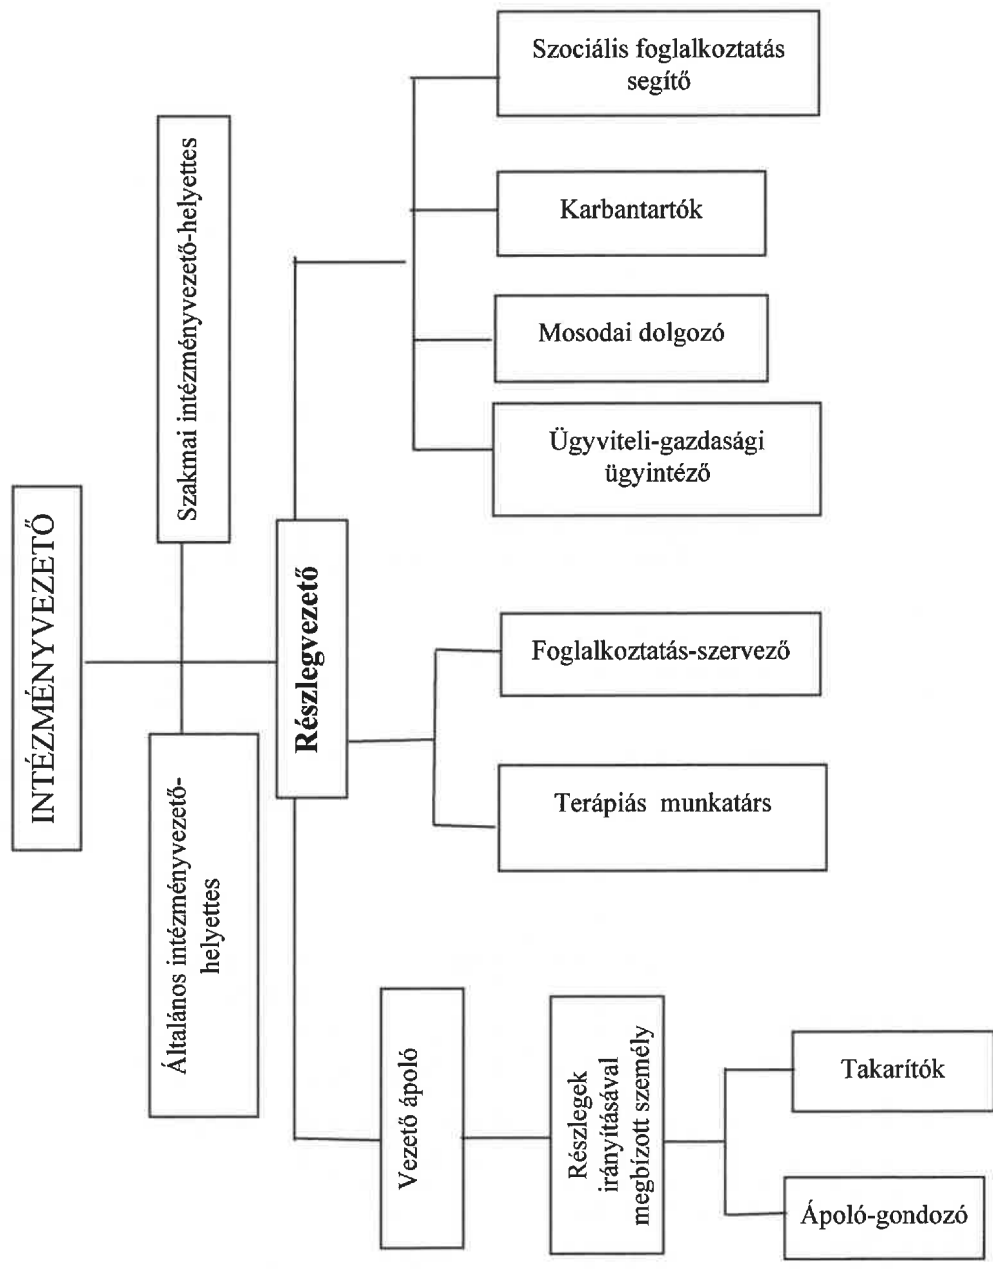 INTÉZMÉNYVEZETŐ
Általános intézményvezető-
helyettes
Szakmai intézményvezető-helyettes
Részlegvezető
Vezető ápoló
Részlegek
irányításával
megbízott személy
Ápoló-gondozó
Takarítók
Terápiás munkatárs
Foglalkoztatás-szervező
Ügyviteli-gazdasági
ügyintéző
Mosodai dolgozó
Karbantartók
Szociális foglalkoztatás
segítő